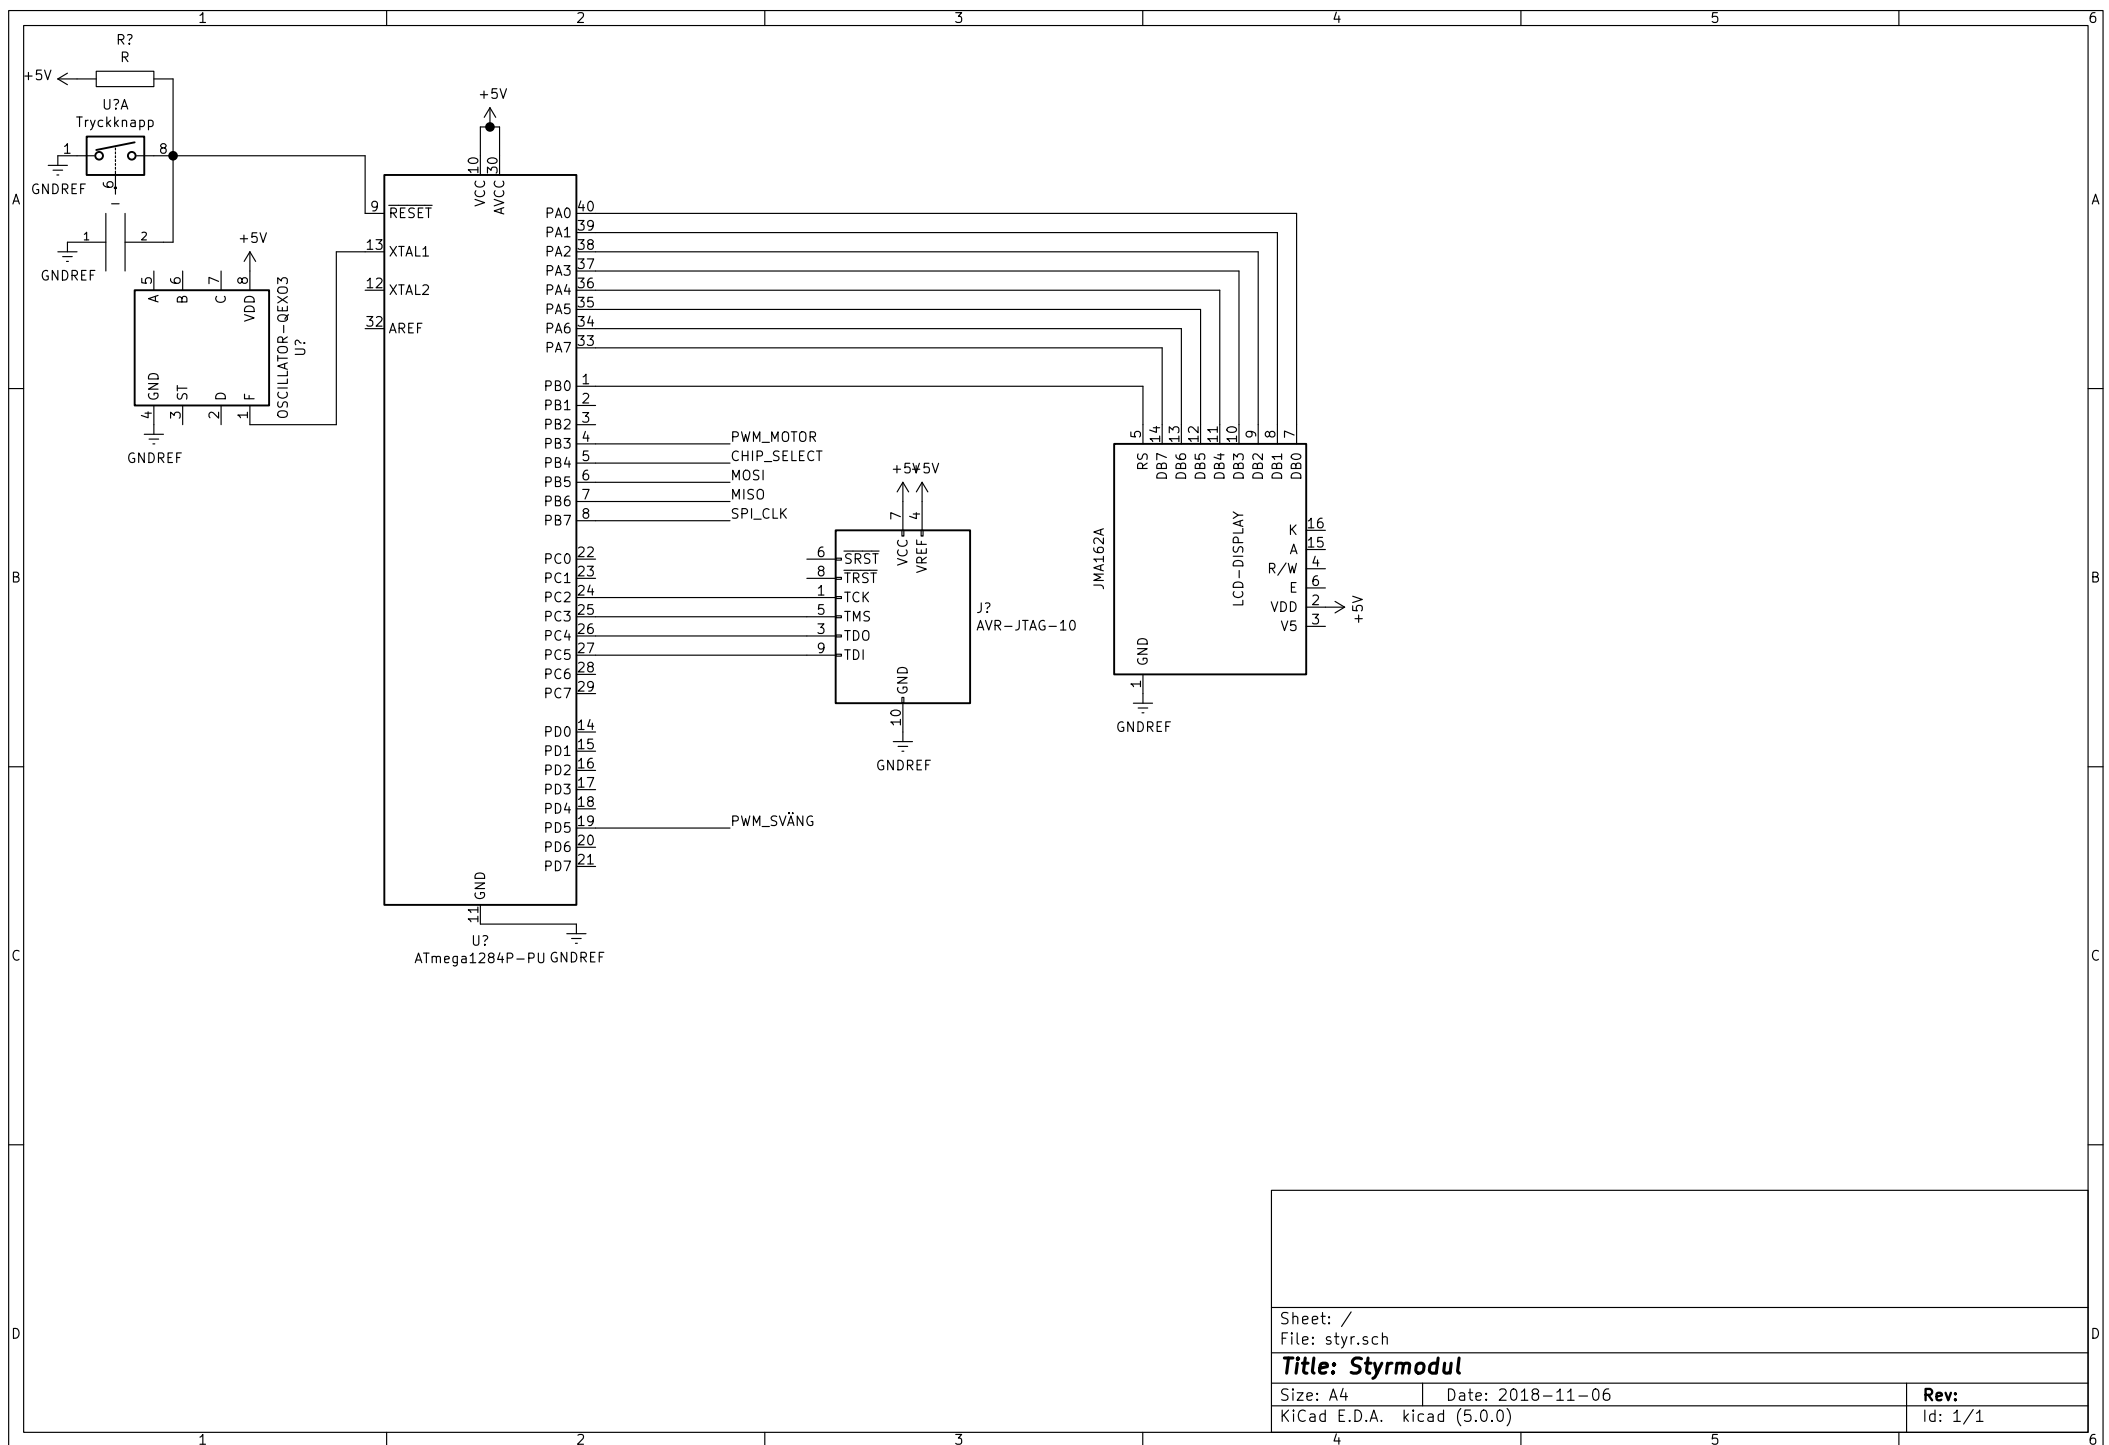 1 2 3 4 5 6
R?
R
+5V
U?A
Tryckknapp
1 8
6
GNDREF
1 2
GNDREF
+5V
5 6 7 8
A B C VDD
OSCILLATOR-QEX03
U?
GND ST D F
4 3 2 1
GNDREF
+5V
10 30
VCC AVCC
9 RESET
13 XTAL1
12 XTAL2
32 AREF
PA0 40
PA1 39
PA2 38
PA3 37
PA4 36
PA5 35
PA6 34
PA7 33
PB0 1
PB1 2
PB2 3
PB3 4 PWM_MOTOR
PB4 5 CHIP_SELECT
PB5 6 MOSI
PB6 7 MISO
PB7 8 SPI_CLK
PC0 22
PC1 23
PC2 24
PC3 25
PC4 26
PC5 27
PC6 28
PC7 29
PD0 14
PD1 15
PD2 16
PD3 17
PD4 18
PD5 19 PWM_SVÄNG
PD6 20
PD7 21
GND
11
U?
ATmega1284P-PU GNDREF
+5V +5V
7 4
VCC VREF
6 SRST
8 TRST
1 TCK
5 TMS
3 TDO
9 TDI
GND
10
GNDREF
J?
AVR-JTAG-10
5 14 13 12 11 10 9 8 7
RS DB7 DB6 DB5 DB4 DB3 DB2 DB1 DB0
JMA162A
LCD-DISPLAY
K 16
A 15
R/W 4
E 6
VDD 2 +5V
V5 3
GND
1
GNDREF
A A
B B
C C
D D
Sheet: /
File: styr.sch
Title: Styrmodul
Size: A4 Date: 2018-11-06 Rev:
KiCad E.D.A. kicad (5.0.0) Id: 1/1
1 2 3 4 5 6